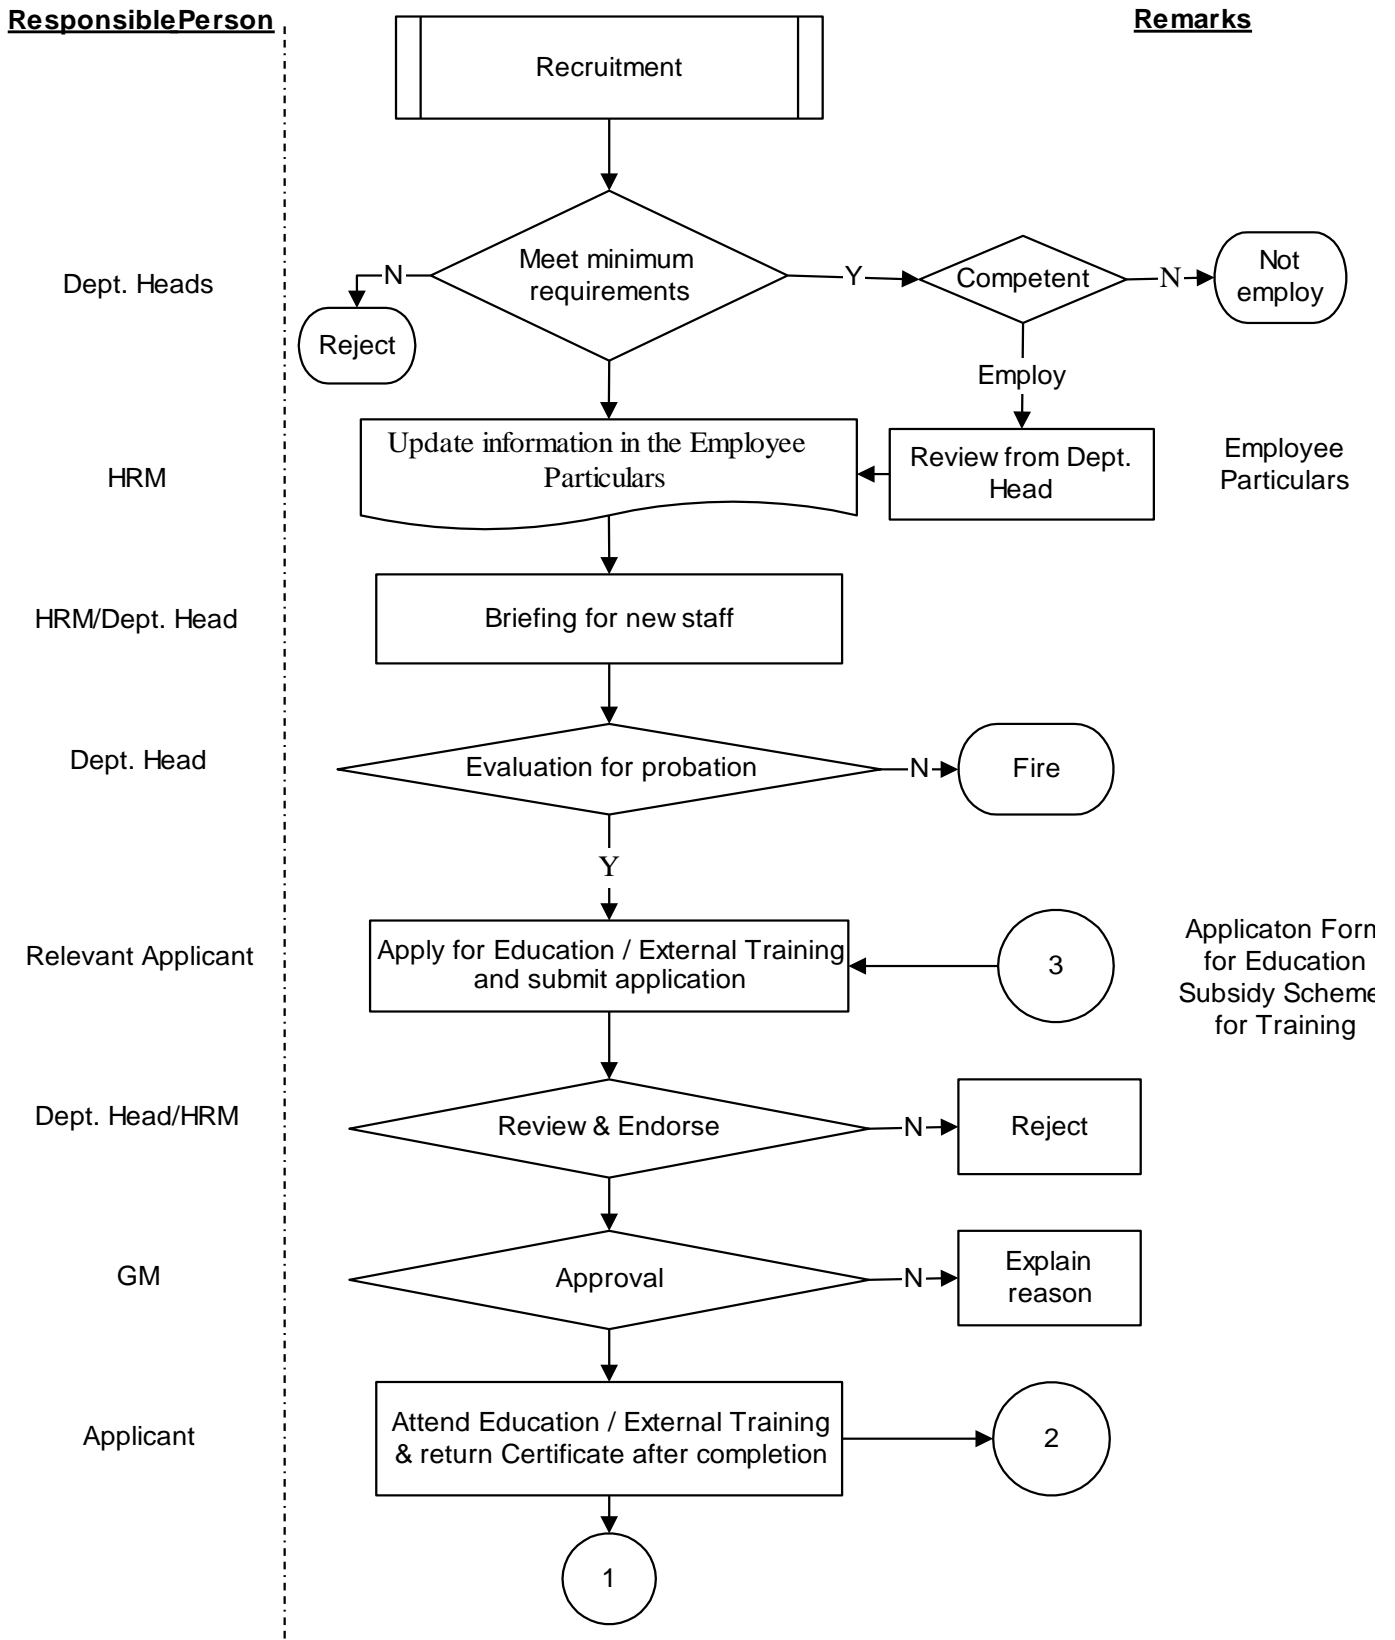 ResponsiblePerson
Remarks
Recruitment
Dept. Heads
Meet minimum
requirements
N
Reject
Y
Competent
N
Not
employ
Employ
HRM
Update information in the Employee
Particulars
Review from Dept.
Head
Employee
Particulars
HRM/Dept. Head
Briefing for new staff
Dept. Head
Evaluation for probation
N
Fire
Y
Relevant Applicant
Apply for Education / External Training
and submit application
3
Applicaton Form
for Education
Subsidy Scheme
for Training
Dept. Head/HRM
Review & Endorse
N
Reject
GM
Approval
N
Explain
reason
Applicant
Attend Education / External Training
& return Certificate after completion
2
1